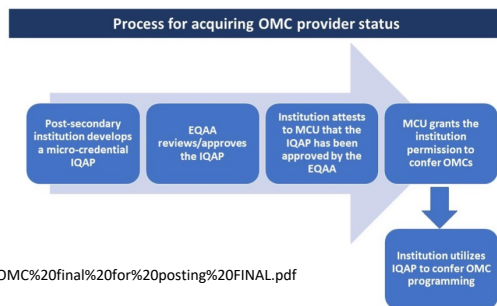 Process for acquiring OMC provider status
Post-secondary
institution develops
a micro-credential
IQAP
EQAA
reviews/approves
the IQAP
Institution attests
to MCU that the
IQAP has been
approved by the
EQAA
MCU grants the
institution
permission to
confer OMCs
Institution utilizes
IQAP to confer OMC
programming
OMC%20final%20for%20posting%20FINAL.pdf